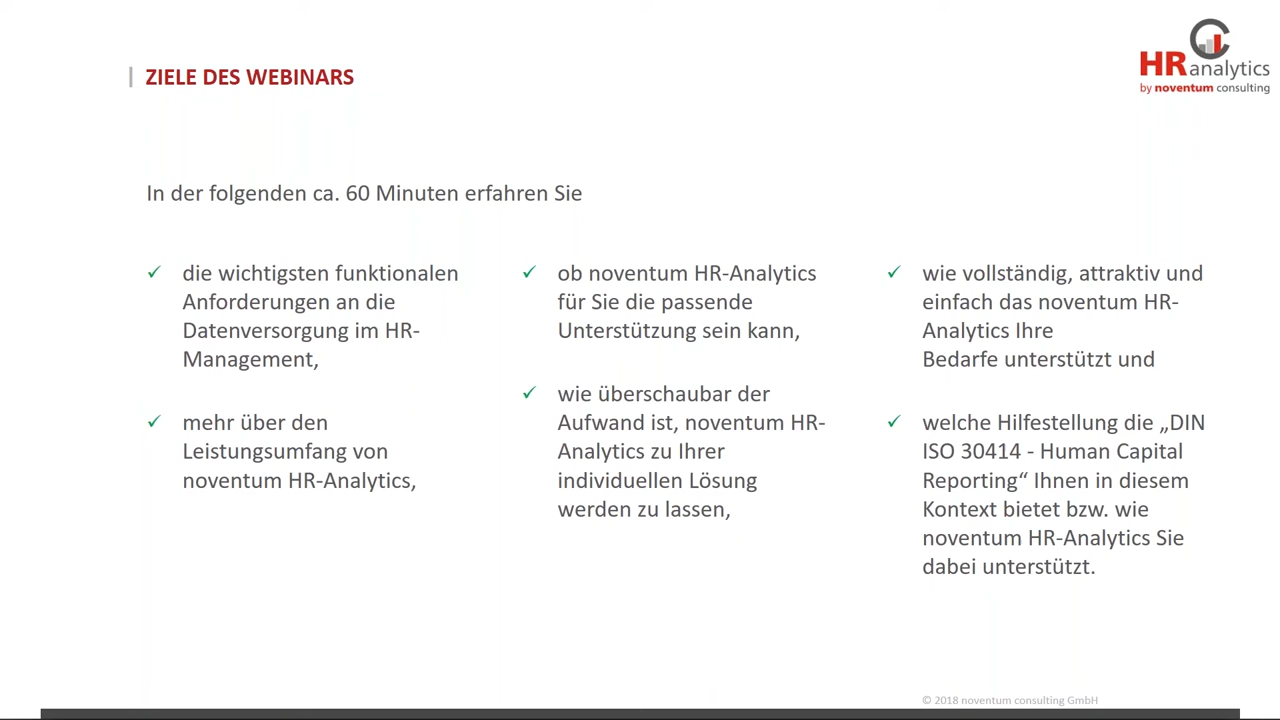 ZIELE DES WEBINARS
HR analytics
by noventum consulting
In der folgenden ca. 60 Minuten erfahren Sie
die wichtigsten funktionalen
Anforderungen an die
Datenversorgung im HR-
Management,
mehr über den
Leistungsumfang von
noventum HR-Analytics,
ob noventum HR-Analytics
für Sie die passende
Unterstützung sein kann,
wie überschaubar der
Aufwand ist, noventum HR-
Analytics zu Ihrer
individuellen Lösung
werden zu lassen,
wie vollständig, attraktiv und
einfach das noventum HR-
Analytics Ihre
Bedarfe unterstützt und
welche Hilfestellung die „DIN
ISO 30414 - Human Capital
Reporting“ Ihnen in diesem
Kontext bietet bzw. wie
noventum HR-Analytics Sie
dabei unterstützt.
© 2018 noventum consulting GmbH